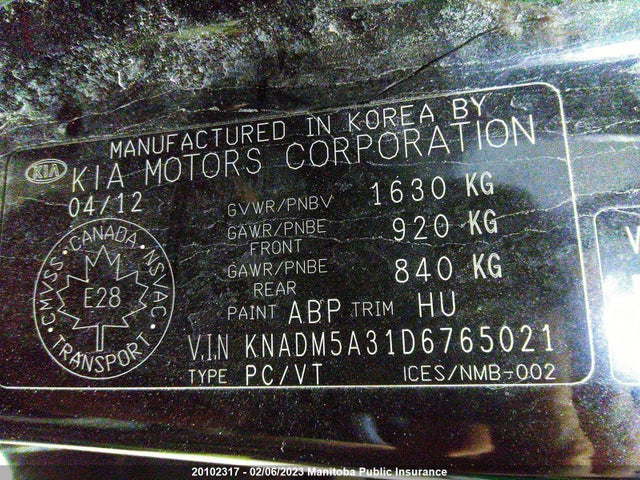 MANUFACTURED IN KOREA BY
KIA KIA MOTORS CORPORATION
04/12
GVWR/PNBV 1630 KG
GAWR/PNBE FRONT 920 KG
GAWR/PNBE REAR 840 KG
PAINT ABP TRIM HU
CANADA · NSVAC · TRANSPORT · CMVSS
E28
V.I.N KNADM5A31D6765021
TYPE PC/VT ICES/NMB-002
V
20102317 - 02/06/2023 Manitoba Public Insurance